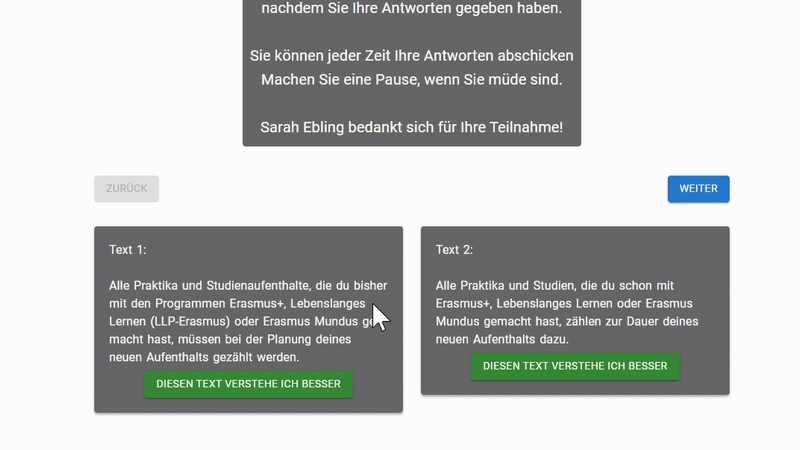 nachdem Sie Ihre Antworten gegeben haben.
Sie können jeder Zeit Ihre Antworten abschicken
Machen Sie eine Pause, wenn Sie müde sind.
Sarah Ebling bedankt sich für Ihre Teilnahme!
ZURÜCK
WEITER
Text 1:
Alle Praktika und Studienaufenthalte, die du bisher
mit den Programmen Erasmus+, Lebenslanges
Lernen (LLP-Erasmus) oder Erasmus Mundus ge
macht hast, müssen bei der Planung deines
neuen Aufenthalts gezählt werden.
DIESEN TEXT VERSTEHE ICH BESSER
Text 2:
Alle Praktika und Studien, die du schon mit
Erasmus+, Lebenslanges Lernen oder Erasmus
Mundus gemacht hast, zählen zur Dauer deines
neuen Aufenthalts dazu.
DIESEN TEXT VERSTEHE ICH BESSER